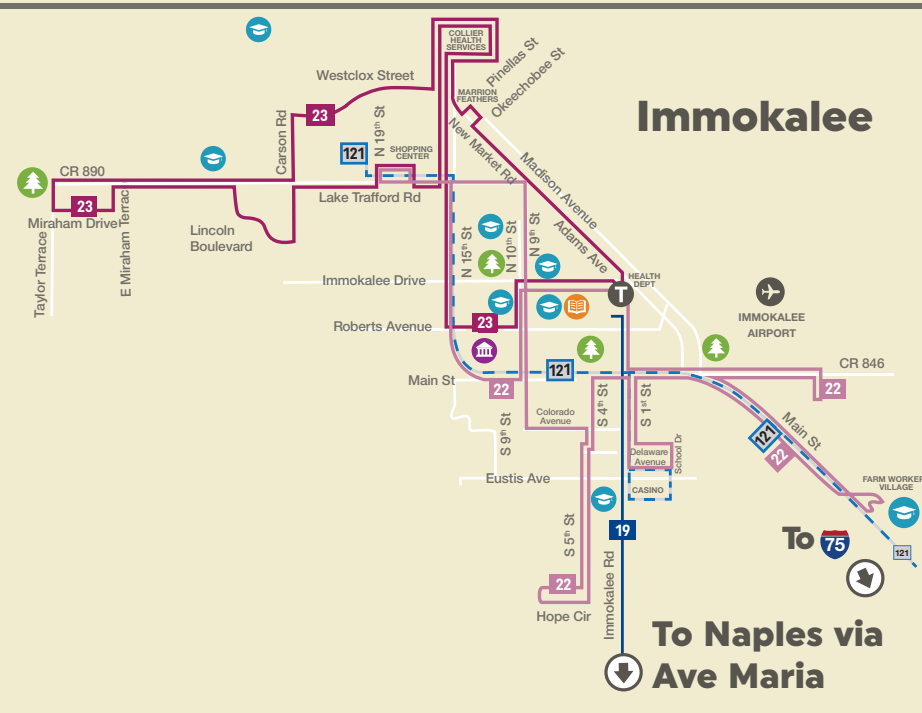 COLLIER
HEALTH
SERVICES
Pinellas St
Okeechobee St
Westclox Street
MARRION
FEATHERS
Immokalee
23
Carson Rd
N 19th St
New Market Rd
Madison Avenue
121
SHOPPING
CENTER
CR 890
23
Lake Trafford Rd
Miraham Drive
E Miraham Terrac
Taylor Terrace
Lincoln
Boulevard
N 15th St
N 10th St
N 9th St
Adams Ave
Immokalee Drive
HEALTH
DEPT
T
IMMOKALEE
AIRPORT
Roberts Avenue
23
CR 846
Main St
22
121
22
S 9th St
Colorado
Avenue
S 4th St
S 1st St
Main St
121
22
Delaware
Avenue
School Dr
Eustis Ave
CASINO
FARM WORKER
VILLAGE
19
S 5th St
To 75
121
22
Immokalee Rd
Hope Cir
To Naples via
Ave Maria